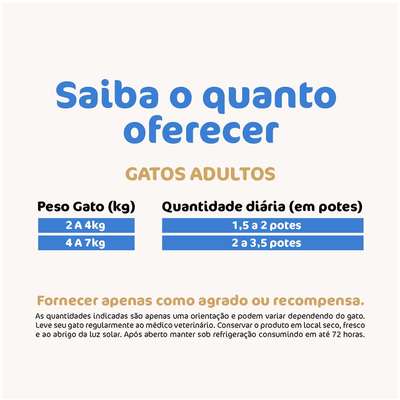 Saiba o quanto
oferecer
GATOS ADULTOS
Peso Gato (kg) Quantidade diária (em potes)
2 A 4kg 1,5 a 2 potes
4 A 7kg 2 a 3,5 potes
Fornecer apenas como agrado ou recompensa.
As quantidades indicadas são apenas uma orientação e podem variar dependendo do gato.
Leve seu gato regularmente ao médico veterinário. Conservar o produto em local seco, fresco
e ao abrigo da luz solar. Após aberto manter sob refrigeração consumindo em até 72 horas.